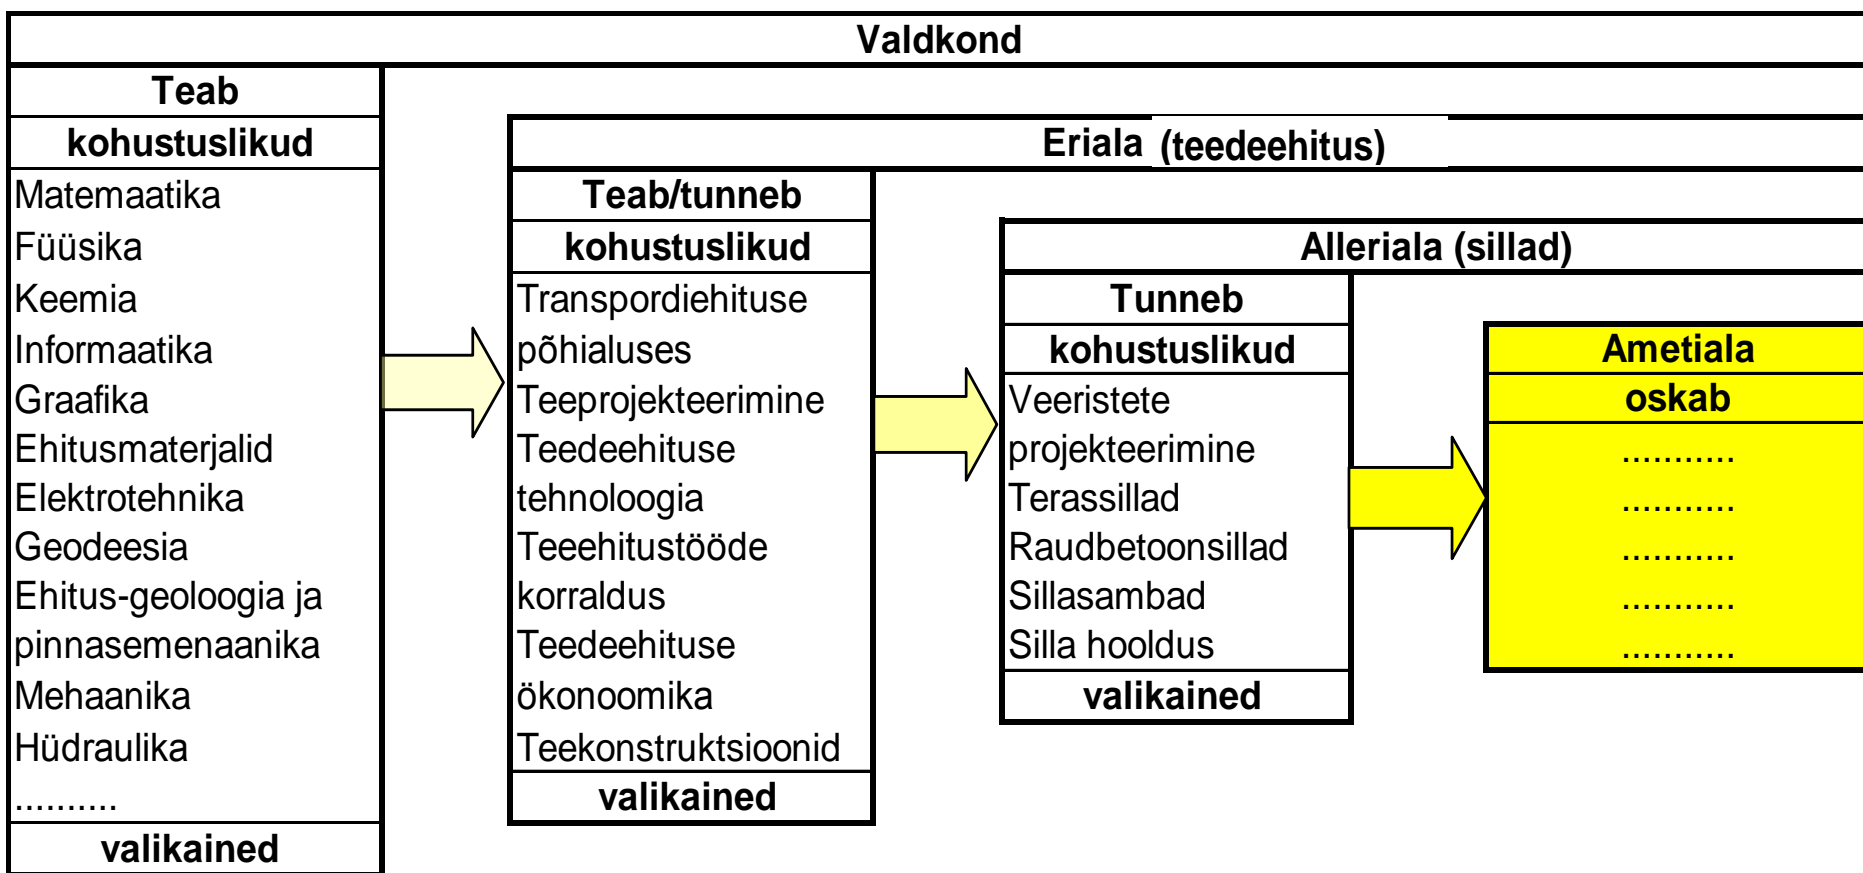 Valdkond
Teab
kohustuslikud
Matemaatika
Füüsika
Keemia
Informaatika
Graafika
Ehitusmaterjalid
Elektrotehnika
Geodeesia
Ehitus-geoloogia ja
pinnasemenaanika
Mehaanika
Hüdraulika
..........
valikained
Eriala (teedeehitus)
Teab/tunneb
kohustuslikud
Transpordiehituse
põhialuses
Teeprojekteerimine
Teedeehituse
tehnoloogia
Teeehitustööde
korraldus
Teedeehituse
ökonoomika
Teekonstruktsioonid
valikained
Alleriala (sillad)
Tunneb
kohustuslikud
Veeristete
projekteerimine
Terassillad
Raudbetoonsillad
Sillasambad
Silla hooldus
valikained
Ametiala
oskab
...........
...........
...........
...........
...........